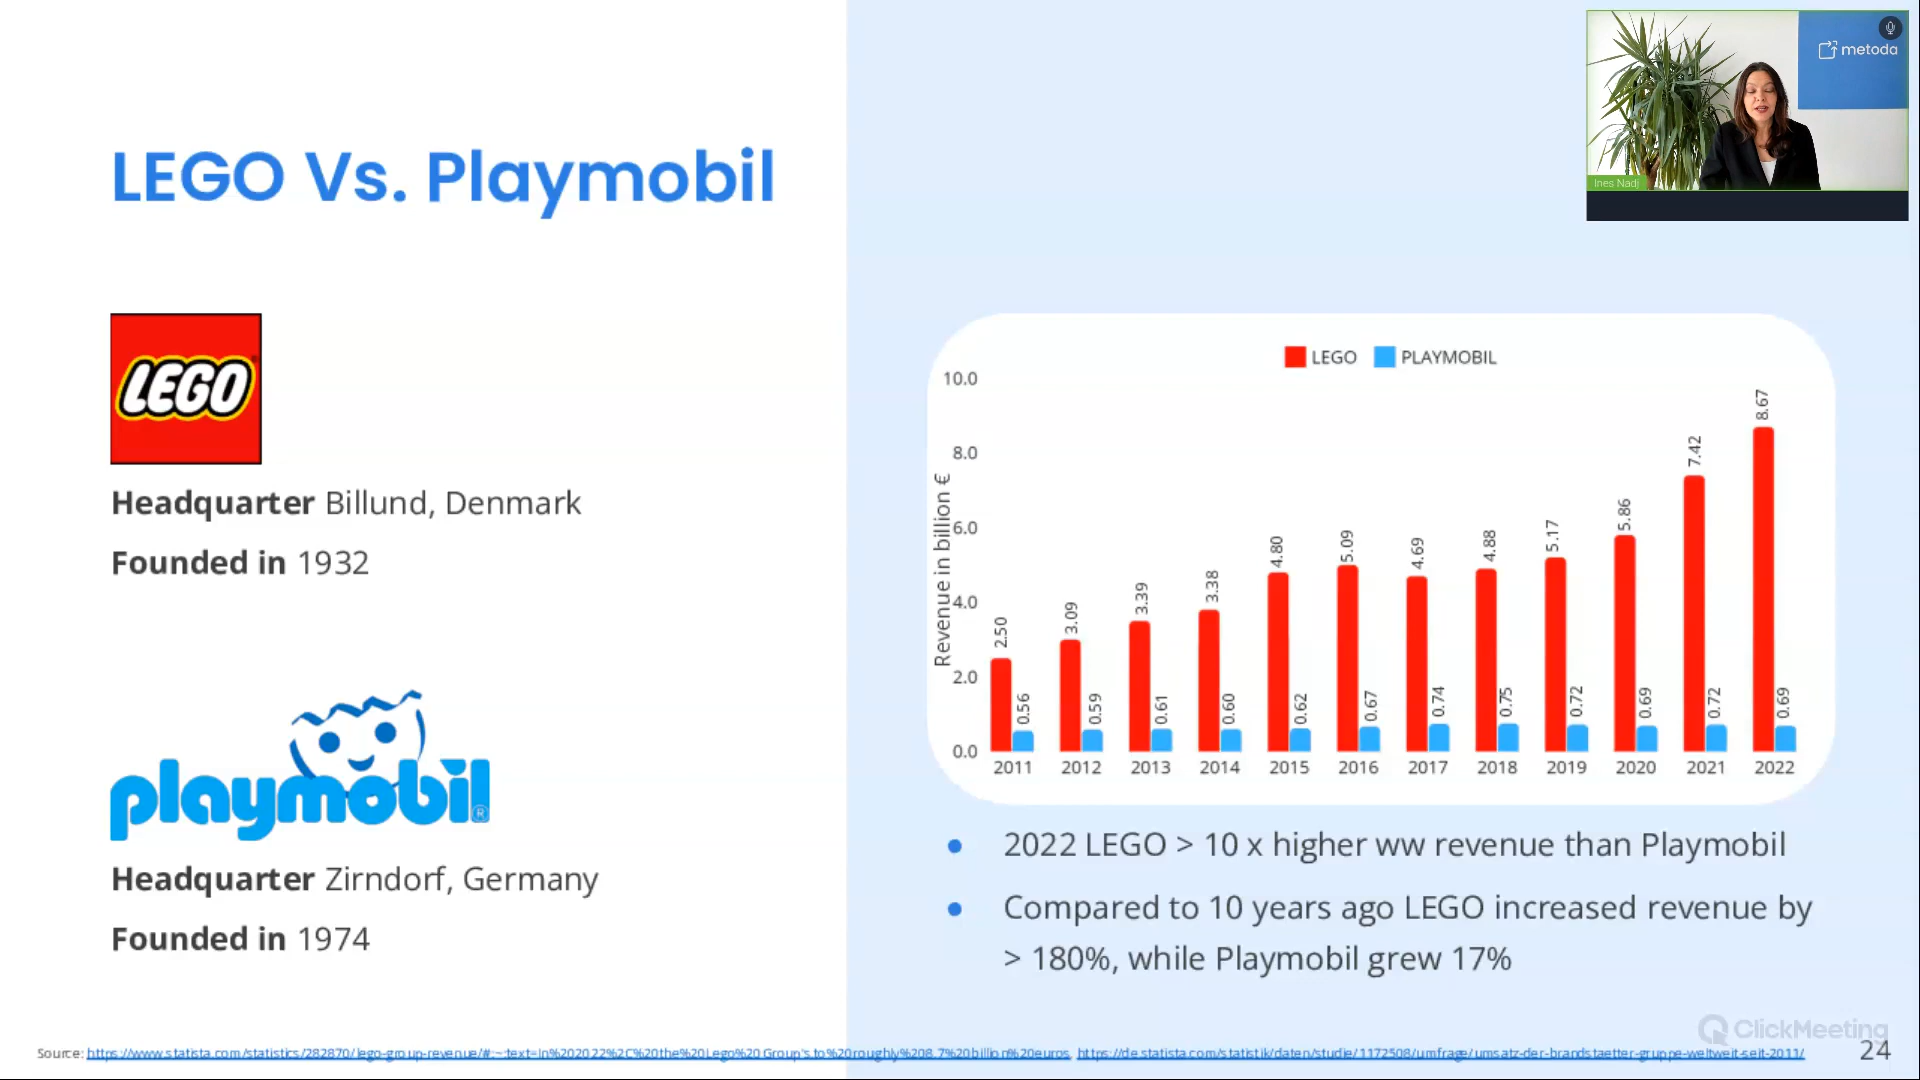 LEGO Vs. Playmobil
LEGO
Headquarter Billund, Denmark
Founded in 1932
playmobil
Headquarter Zirndorf, Germany
Founded in 1974
metoda
Ines Nadj
LEGO PLAYMOBIL
Revenue in billion €
10.0
8.0
6.0
4.0
2.0
0.0
2.50 3.09 3.39 3.38 4.80 5.09 4.69 4.88 5.17 5.86 7.42 8.67
0.56 0.59 0.61 0.60 0.62 0.67 0.74 0.75 0.72 0.69 0.72 0.69
2011 2012 2013 2014 2015 2016 2017 2018 2019 2020 2021 2022
● 2022 LEGO > 10 x higher ww revenue than Playmobil
● Compared to 10 years ago LEGO increased revenue by
> 180%, while Playmobil grew 17%
ClickMeeting
Source: https://www.statista.com/statistics/282870/lego-group-revenue/#:~:text=In%202022%2C%20the%20Lego%20Group's,to%20roughly%208.7%20billion%20euros, https://de.statista.com/statistik/daten/studie/1172508/umfrage/umsatz-der-brandstaetter-gruppe-weltweit-seit-2011/
24